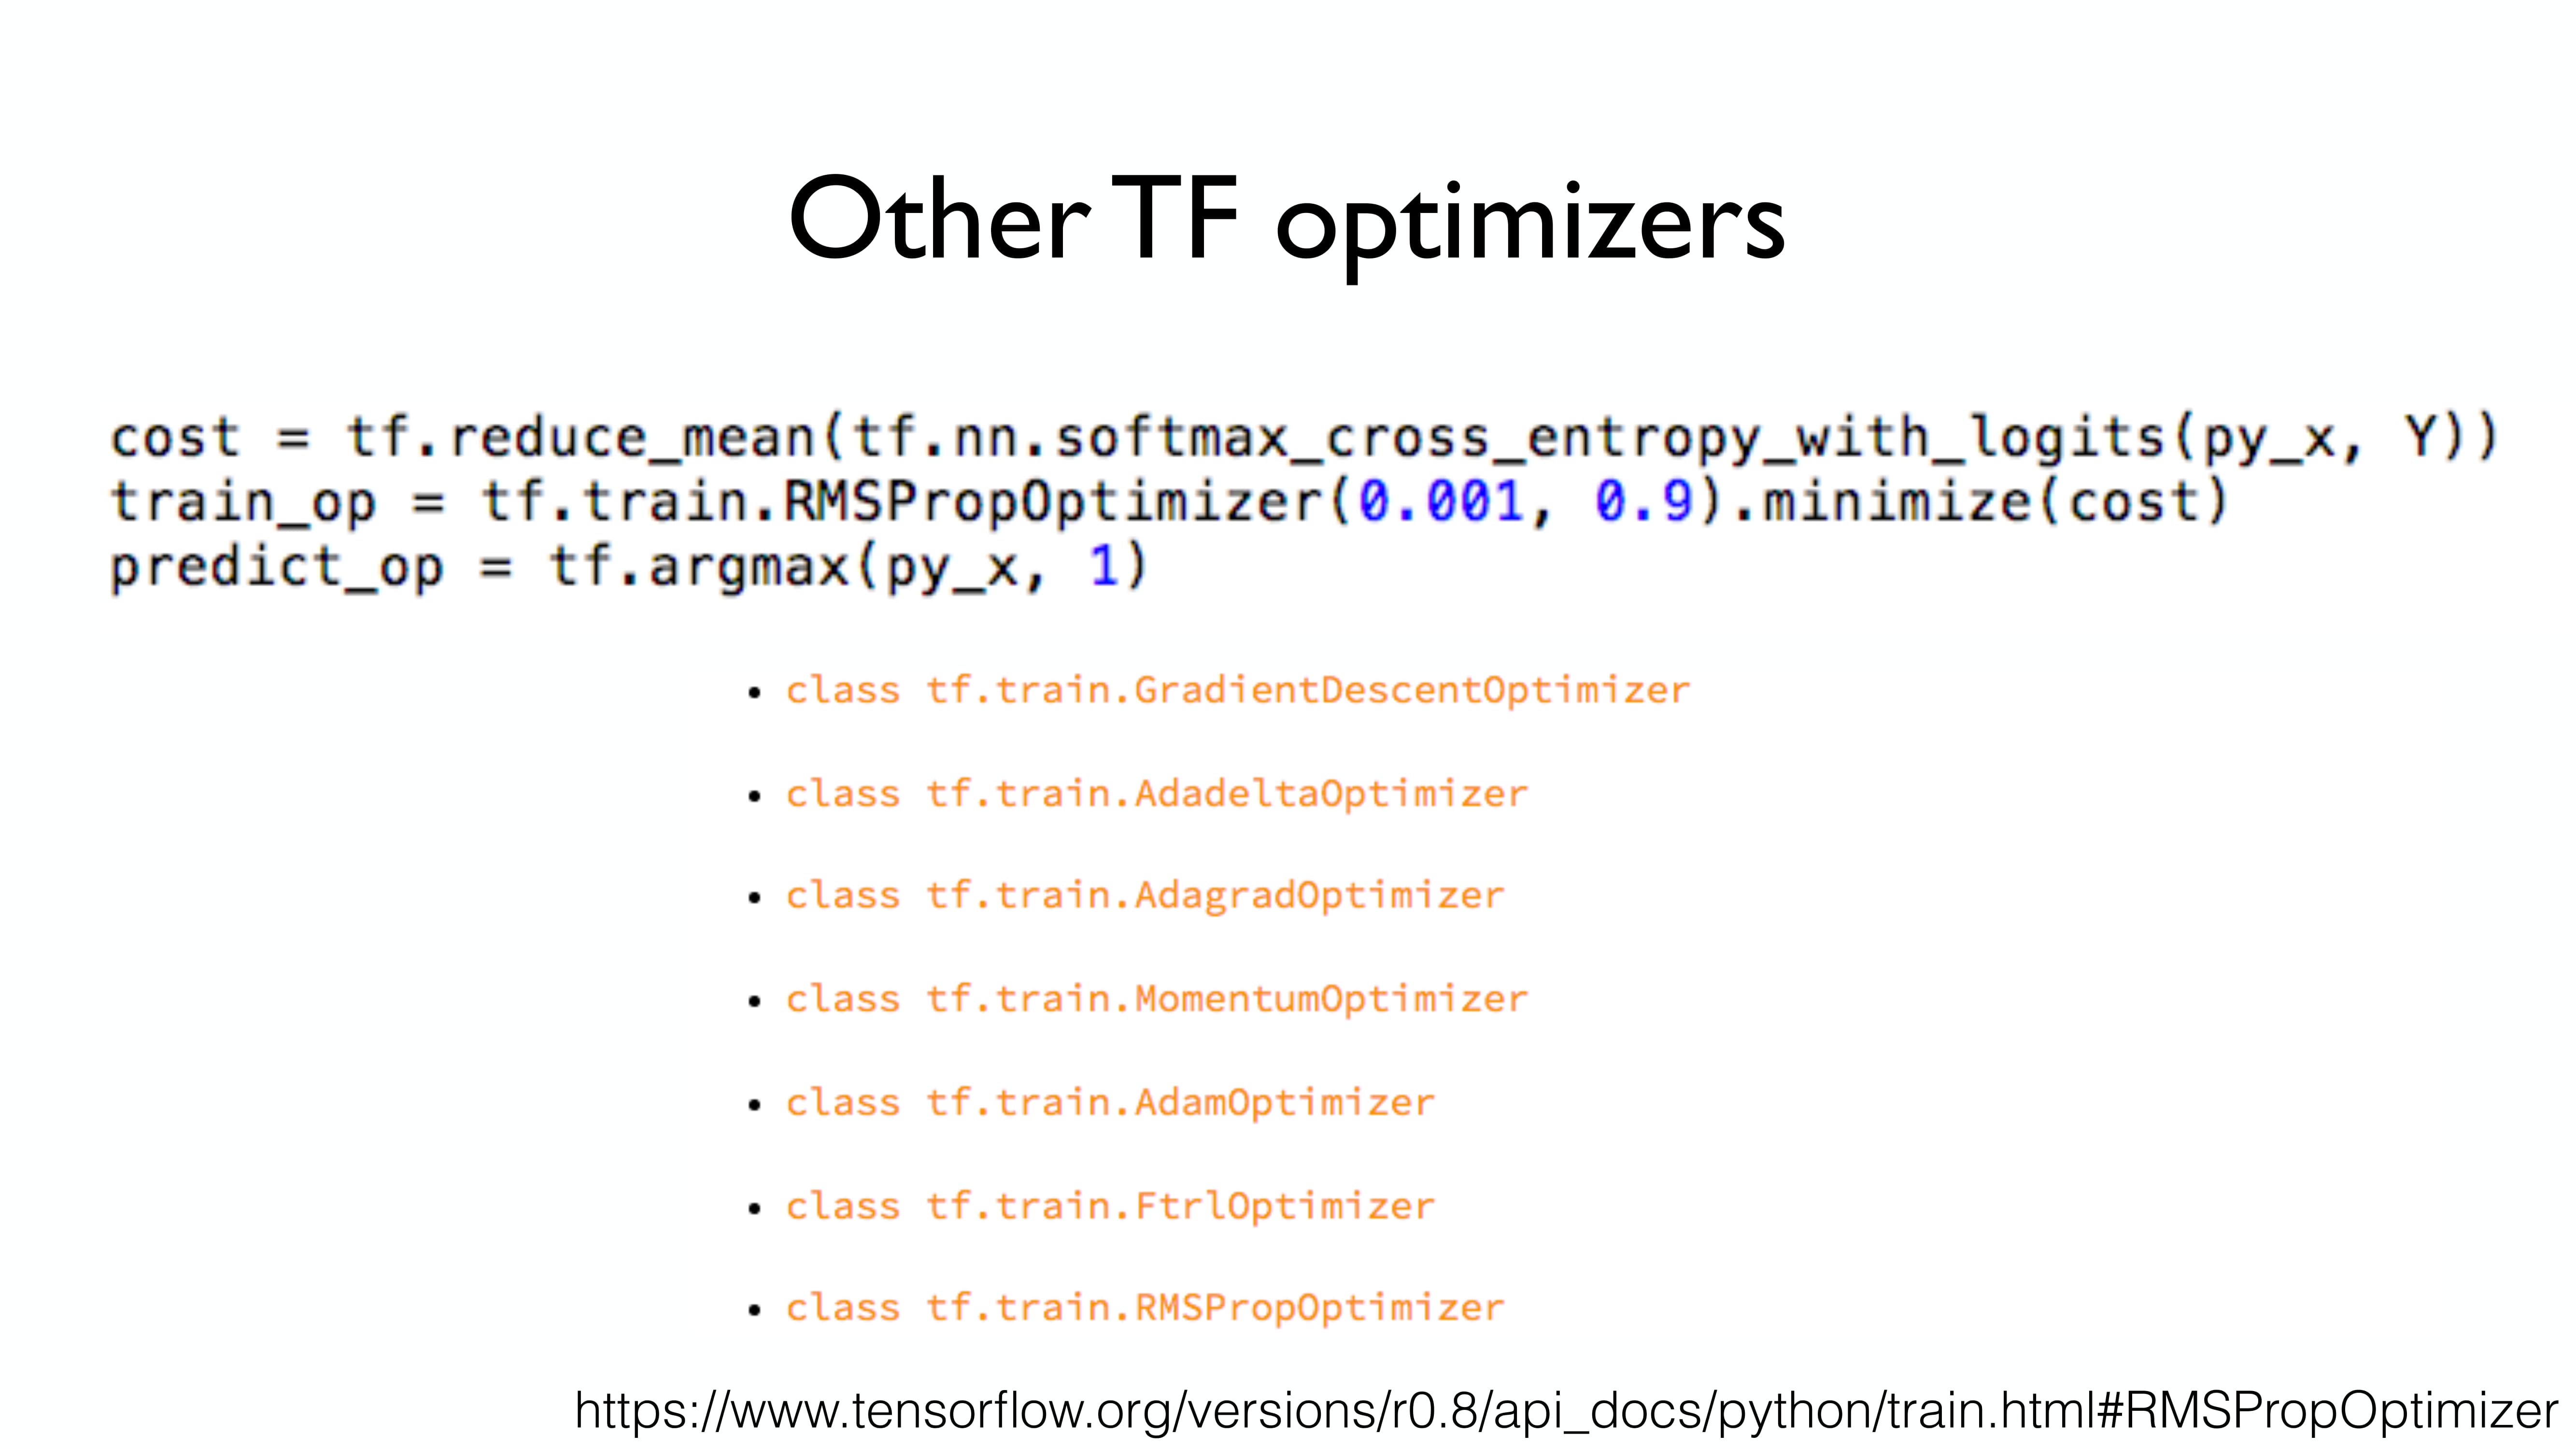 Other TF optimizers
cost = tf.reduce_mean(tf.nn.softmax_cross_entropy_with_logits(py_x, Y))
train_op = tf.train.RMSPropOptimizer(0.001, 0.9).minimize(cost)
predict_op = tf.argmax(py_x, 1)
• class tf.train.GradientDescentOptimizer
• class tf.train.AdadeltaOptimizer
• class tf.train.AdagradOptimizer
• class tf.train.MomentumOptimizer
• class tf.train.AdamOptimizer
• class tf.train.FtrlOptimizer
• class tf.train.RMSPropOptimizer
https://www.tensorflow.org/versions/r0.8/api_docs/python/train.html#RMSPropOptimizer